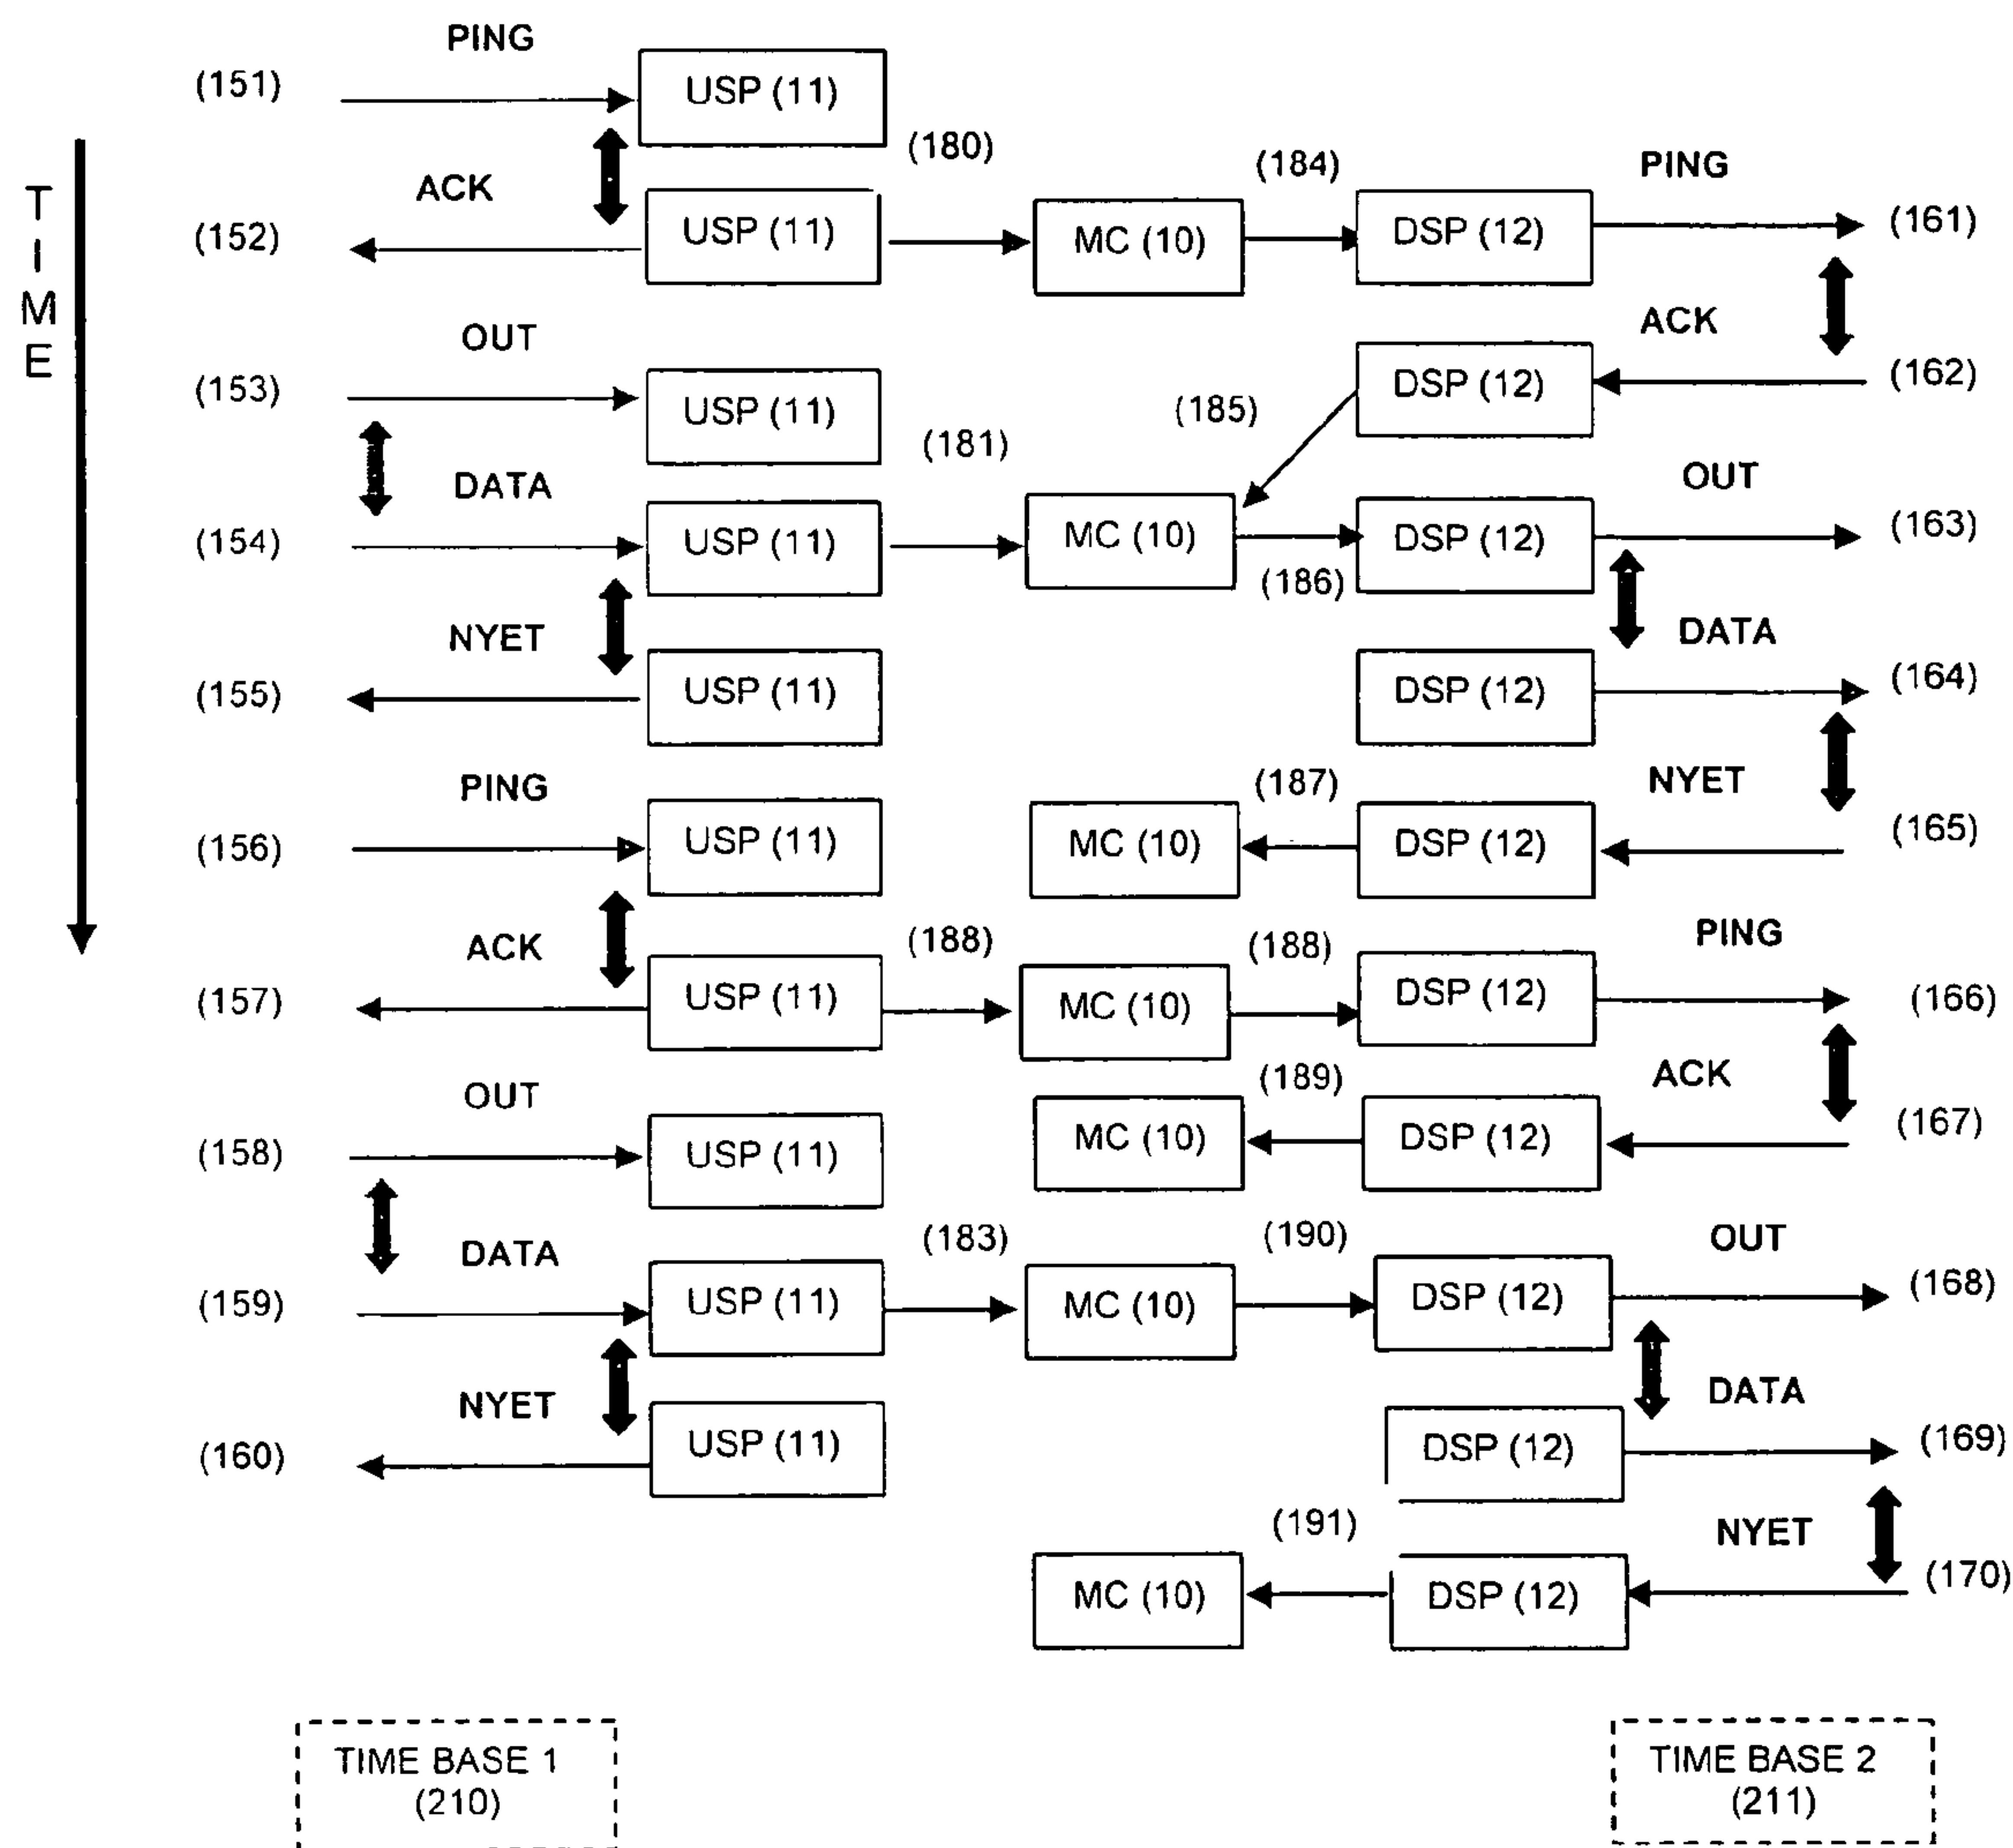 PING
(151)
USP (11)
(180)
(184)
PING
TIME
ACK
(152)
USP (11)
MC (10)
DSP (12)
(161)
OUT
ACK
(153)
USP (11)
(185)
DSP (12)
(162)
(181)
DATA
OUT
(154)
USP (11)
MC (10)
DSP (12)
(163)
(186)
NYET
DATA
(155)
USP (11)
DSP (12)
(164)
PING
(187)
NYET
(156)
USP (11)
MC (10)
DSP (12)
(165)
ACK
(188)
(188)
PING
(157)
USP (11)
MC (10)
DSP (12)
(166)
OUT
(189)
ACK
(158)
USP (11)
MC (10)
DSP (12)
(167)
DATA
(183)
(190)
OUT
(159)
USP (11)
MC (10)
DSP (12)
(168)
NYET
DATA
(160)
USP (11)
DSP (12)
(169)
(191)
NYET
MC (10)
DSP (12)
(170)
TIME BASE 1
(210)
TIME BASE 2
(211)